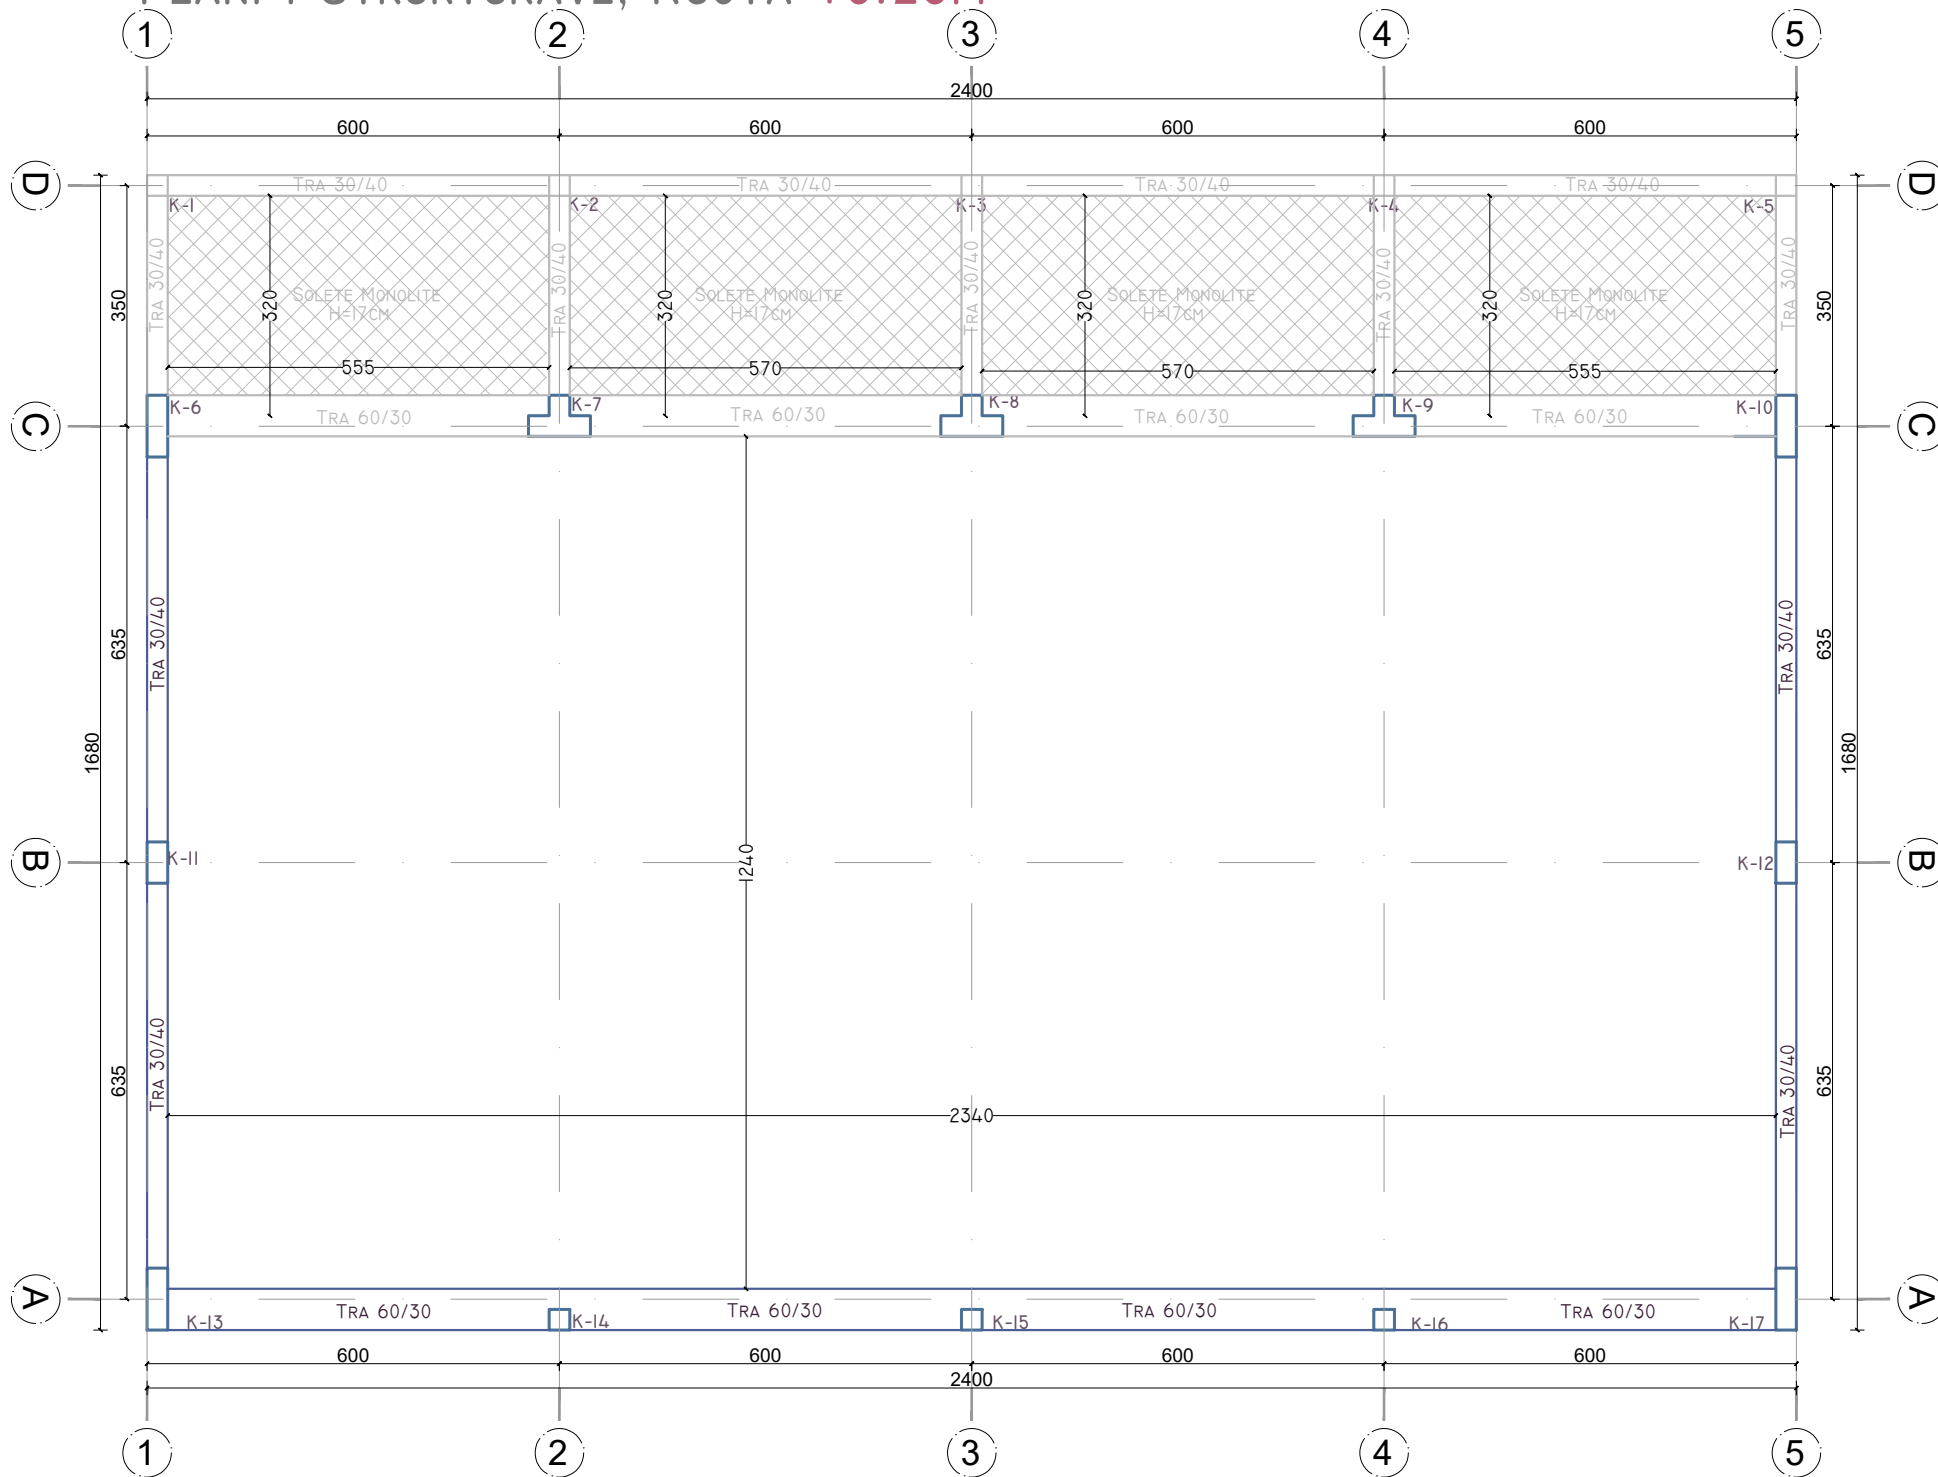 1 2 3 4 5
2400
600 600 600 600
D TRA 30/40 TRA 30/40 TRA 30/40 TRA 30/40 D
K-1 K-2 K-3 K-4 K-5
TRA 30/40 TRA 30/40 TRA 30/40 TRA 30/40 TRA 30/40
350 320 320 320 320 350
SOLETE MONOLITE SOLETE MONOLITE SOLETE MONOLITE SOLETE MONOLITE
H=17CM H=17CM H=17CM H=17CM
555 570 570 555
K-6 K-7 K-8 K-9 K-10
C TRA 60/30 TRA 60/30 TRA 60/30 TRA 60/30 C
635 TRA 30/40 TRA 30/40 635
1680 1680
B K-11 1240 K-12 B
635 TRA 30/40 TRA 30/40 635
2340
A TRA 60/30 TRA 60/30 TRA 60/30 TRA 60/30 A
K-13 K-14 K-15 K-16 K-17
600 600 600 600
2400
1 2 3 4 5